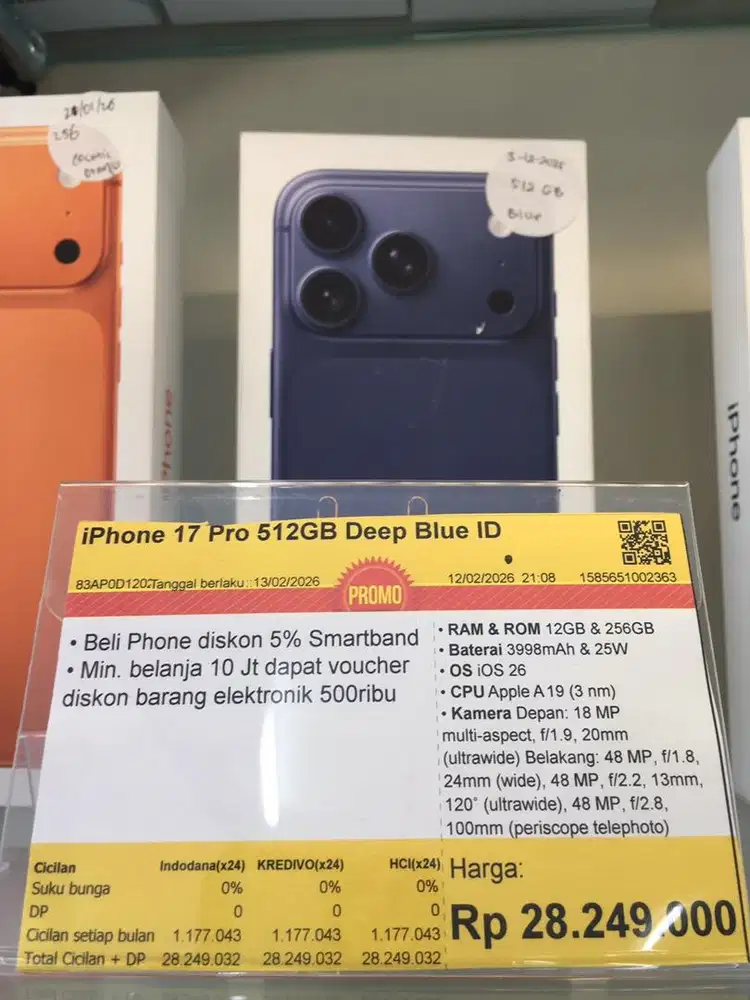 256
3-12-2025
512 GB
Blue
iPhone
iPhone
iPhone 17 Pro 512GB Deep Blue ID
Tanggal berlaku: 13/02/2026
12/02/2026 21:08
1585651002363
PROMO
• Beli Phone diskon 5% Smartband
• Min. belanja 10 Jt dapat voucher
diskon barang elektronik 500ribu
• RAM & ROM 12GB & 256GB
• Baterai 3998mAh & 25W
• OS iOS 26
• CPU Apple A19 (3 nm)
• Kamera Depan: 18 MP
multi-aspect, f/1.9, 20mm
(ultrawide) Belakang: 48 MP, f/1.8,
24mm (wide), 48 MP, f/2.2, 13mm,
120° (ultrawide), 48 MP, f/2.8,
100mm (periscope telephoto)
Cicilan Indodana(x24) KREDIVO(x24) HCI(x24)
Suku bunga 0% 0% 0%
DP 0 0 0
Cicilan setiap bulan 1.177.043 1.177.043 1.177.043
Total Cicilan + DP 28.249.032 28.249.032 28.249.032
Harga:
Rp 28.249.000